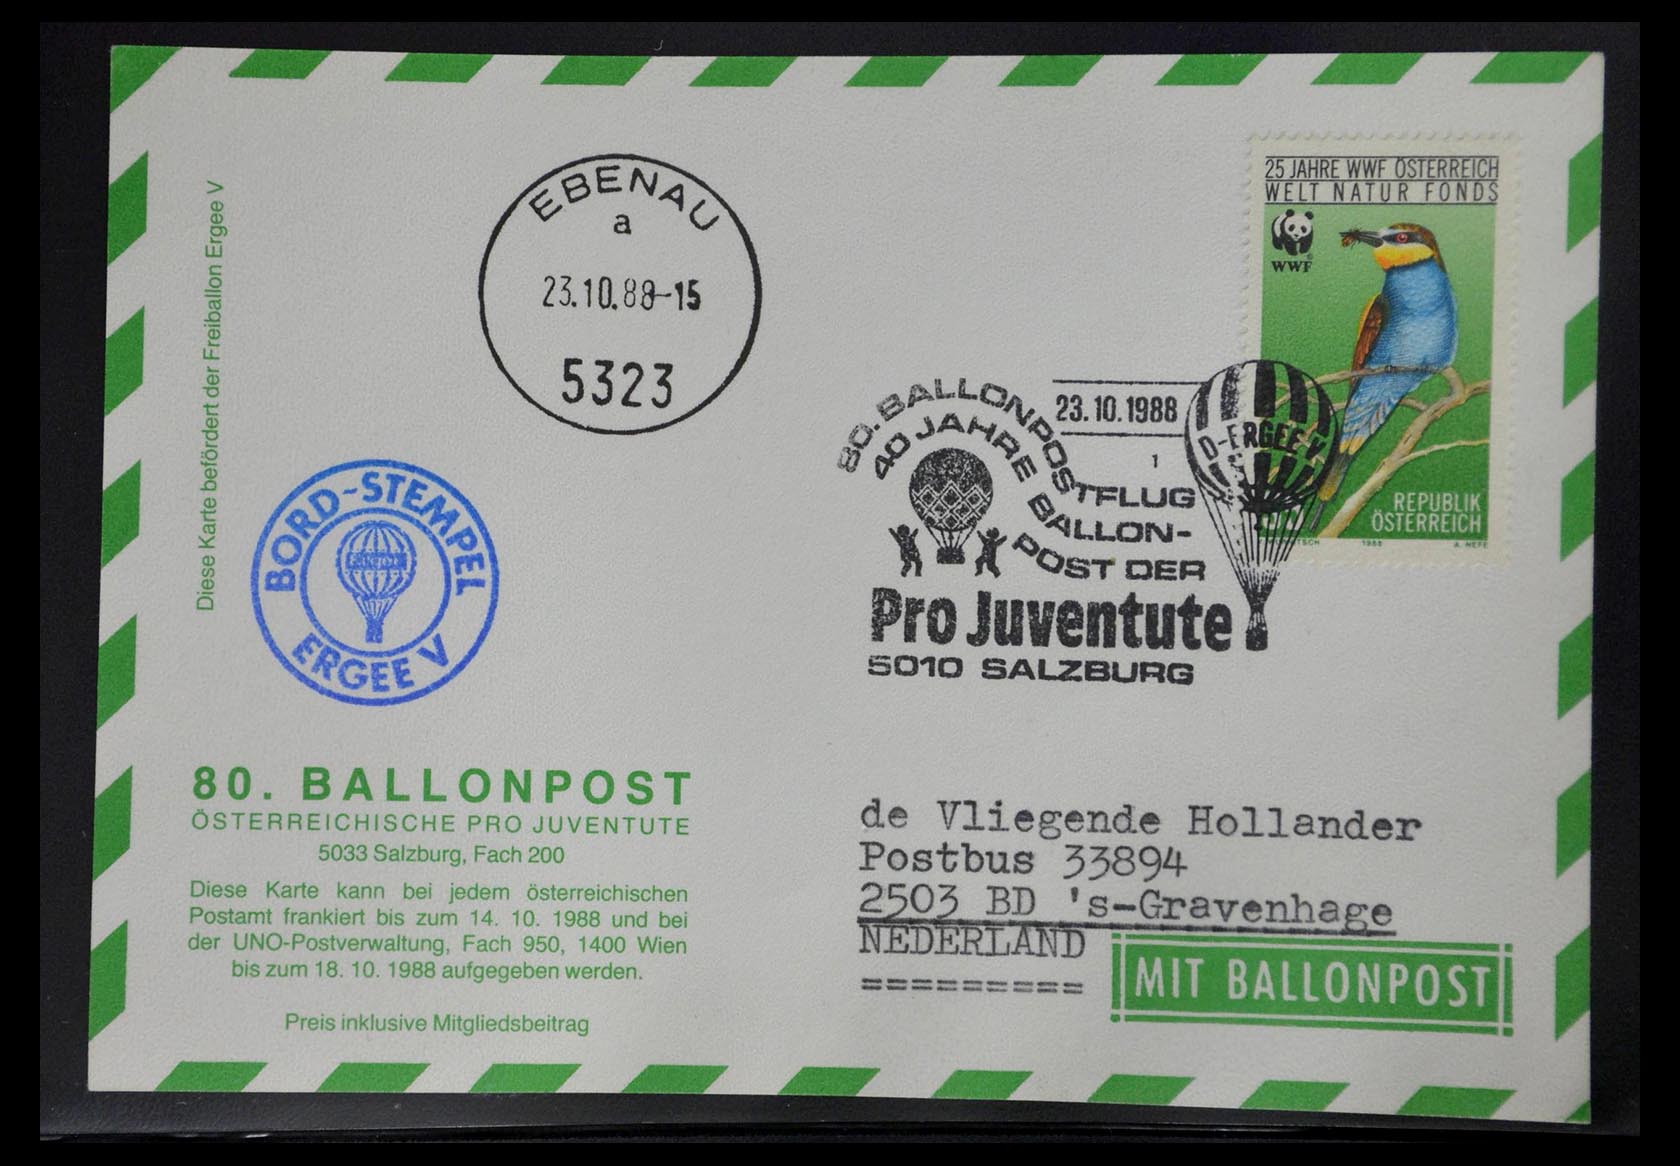 Diese Karte befördert der Freiballon Ergee V
EBENAU
a
23.10.88-15
5323
25 JAHRE WWF ÖSTERREICH
WELT NATUR FONDS
WWF
REPUBLIK
ÖSTERREICH
1988
A. NEFE
80. BALLONPOSTFLUG
40 JAHRE BALLON-
POST DER
Pro Juventute
5010 SALZBURG
23.10.1988
1
D-ERGEE-V
BORD-STEMPEL
ERGEE V
80. BALLONPOST
ÖSTERREICHISCHE PRO JUVENTUTE
5033 Salzburg, Fach 200
Diese Karte kann bei jedem österreichischen
Postamt frankiert bis zum 14. 10. 1988 und bei
der UNO-Postverwaltung, Fach 950, 1400 Wien
bis zum 18. 10. 1988 aufgegeben werden.
Preis inklusive Mitgliedsbeitrag
de Vliegende Hollander
Postbus 33894
2503 BD 's-Gravenhage
NEDERLAND
=========
MIT BALLONPOST